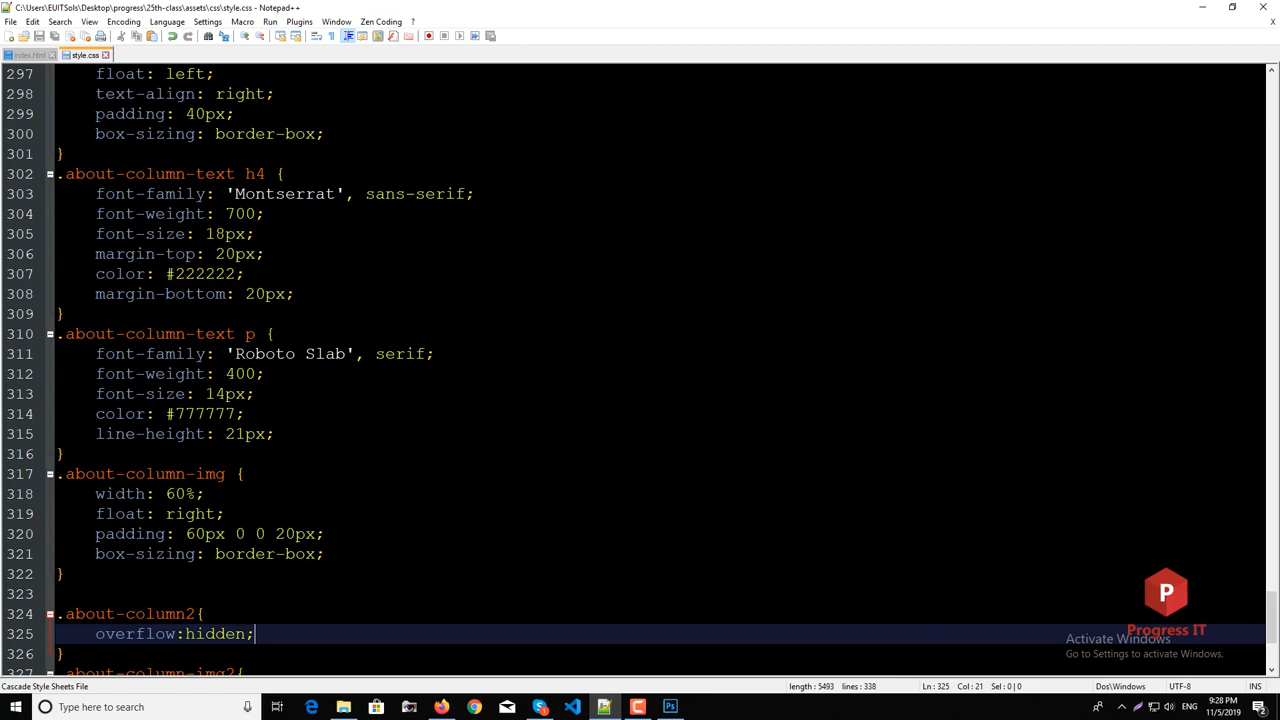 C:\Users\EUITSols\Desktop\progress\25th-class\assets\css\style.css - Notepad++
File Edit Search View Encoding Language Settings Macro Run Plugins Window Zen Coding ?
X
index.html style.css
297 float: left;
298 text-align: right;
299 padding: 40px;
300 box-sizing: border-box;
301 }
302 .about-column-text h4 {
303 font-family: 'Montserrat', sans-serif;
304 font-weight: 700;
305 font-size: 18px;
306 margin-top: 20px;
307 color: #222222;
308 margin-bottom: 20px;
309 }
310 .about-column-text p {
311 font-family: 'Roboto Slab', serif;
312 font-weight: 400;
313 font-size: 14px;
314 color: #777777;
315 line-height: 21px;
316 }
317 .about-column-img {
318 width: 60%;
319 float: right;
320 padding: 60px 0 0 20px;
321 box-sizing: border-box;
322 }
323
324 .about-column2{
325 overflow:hidden;
326 }
327 .about-column-img2{
P
Progress IT
Activate Windows
Go to Settings to activate Windows.
Cascade Style Sheets File length : 5493 lines : 338 Ln : 325 Col : 21 Sel : 0 | 0 Dos\Windows UTF-8 INS
Type here to search
9:28 PM
11/5/2019
2